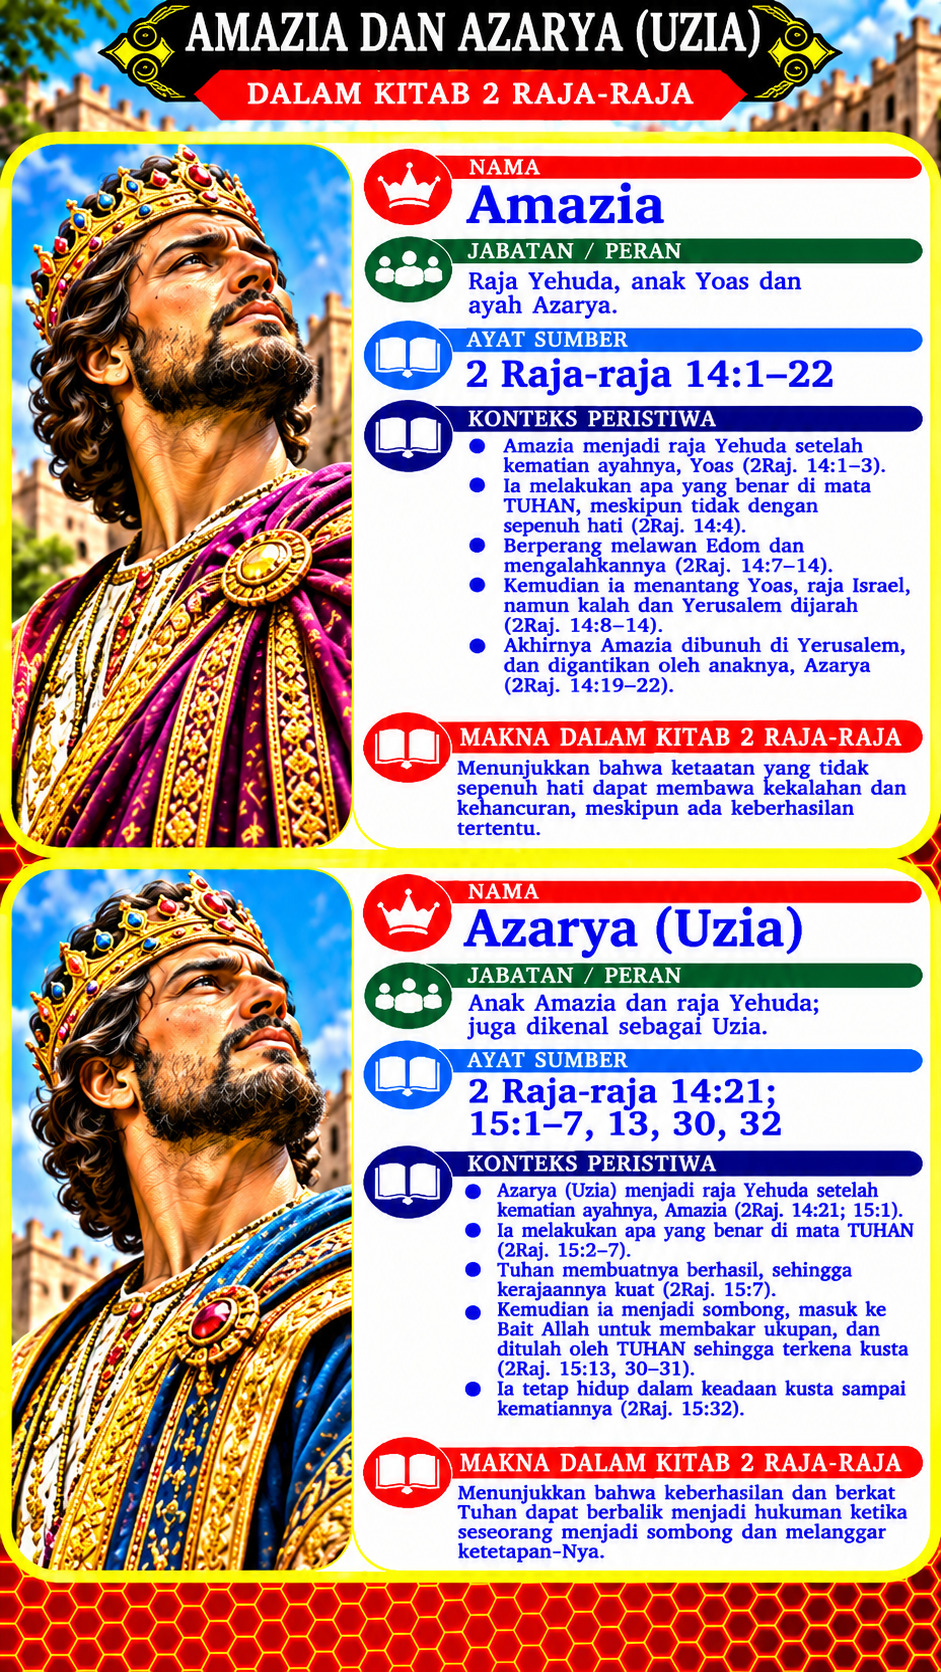 AMAZIA DAN AZARYA (UZIA)
DALAM KITAB 2 RAJA-RAJA
NAMA
Amazia
JABATAN / PERAN
Raja Yehuda, anak Yoas dan
ayah Azarya.
AYAT SUMBER
2 Raja-raja 14:1–22
KONTEKS PERISTIWA
● Amazia menjadi raja Yehuda setelah
kematian ayahnya, Yoas (2Raj. 14:1–3).
● Ia melakukan apa yang benar di mata
TUHAN, meskipun tidak dengan
sepenuh hati (2Raj. 14:4).
● Berperang melawan Edom dan
mengalahkannya (2Raj. 14:7–14).
● Kemudian ia menantang Yoas, raja Israel,
namun kalah dan Yerusalem dijarah
(2Raj. 14:8–14).
● Akhirnya Amazia dibunuh di Yerusalem,
dan digantikan oleh anaknya, Azarya
(2Raj. 14:19–22).
MAKNA DALAM KITAB 2 RAJA-RAJA
Menunjukkan bahwa ketaatan yang tidak
sepenuh hati dapat membawa kekalahan dan
kehancuran, meskipun ada keberhasilan
tertentu.
NAMA
Azarya (Uzia)
JABATAN / PERAN
Anak Amazia dan raja Yehuda;
juga dikenal sebagai Uzia.
AYAT SUMBER
2 Raja-raja 14:21;
15:1–7, 13, 30, 32
KONTEKS PERISTIWA
● Azarya (Uzia) menjadi raja Yehuda setelah
kematian ayahnya, Amazia (2Raj. 14:21; 15:1).
● Ia melakukan apa yang benar di mata TUHAN
(2Raj. 15:2–7).
● Tuhan membuatnya berhasil, sehingga
kerajaannya kuat (2Raj. 15:7).
● Kemudian ia menjadi sombong, masuk ke
Bait Allah untuk membakar ukupan, dan
ditulah oleh TUHAN sehingga terkena kusta
(2Raj. 15:13, 30–31).
● Ia tetap hidup dalam keadaan kusta sampai
kematiannya (2Raj. 15:32).
MAKNA DALAM KITAB 2 RAJA-RAJA
Menunjukkan bahwa keberhasilan dan berkat
Tuhan dapat berbalik menjadi hukuman ketika
seseorang menjadi sombong dan melanggar
ketetapan-Nya.